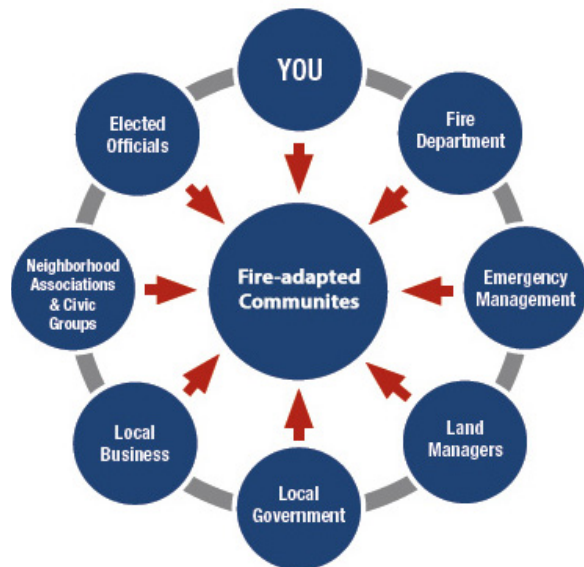 YOU
Fire
Department
Emergency
Management
Land
Managers
Local
Government
Local
Business
Neighborhood
Associations
& Civic
Groups
Elected
Officials
Fire-adapted
Communites